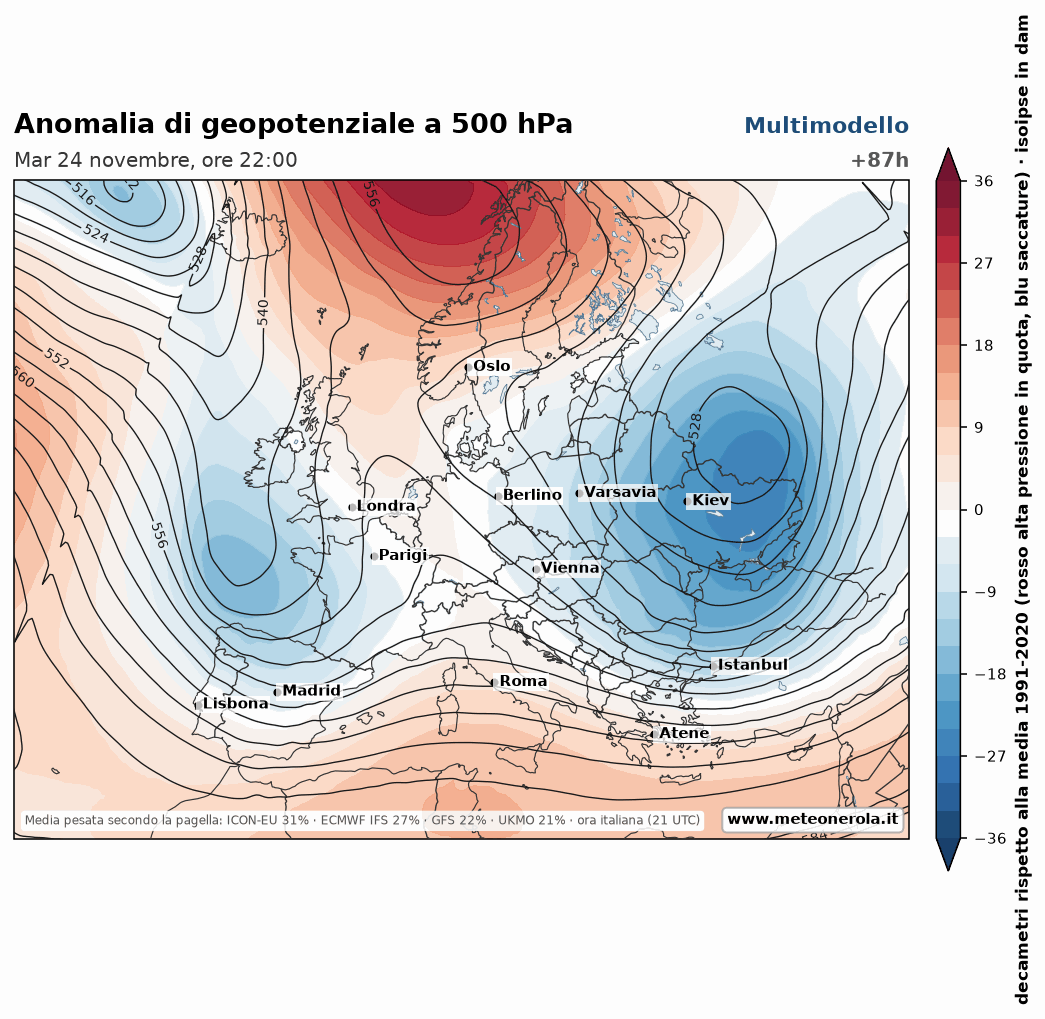 Anomalia di geopotenziale a 500 hPa
Multimodello
Mar 24 novembre, ore 22:00
+87h
516
524
528
540
552
560
556
556
528
Oslo
Londra
Berlino
Varsavia
Kiev
Parigi
Vienna
Istanbul
Madrid
Lisbona
Roma
Atene
Media pesata secondo la pagella: ICON-EU 31% · ECMWF IFS 27% · GFS 22% · UKMO 21% · ora italiana (21 UTC)
www.meteonerola.it
36
27
18
9
0
−9
−18
−27
−36
decametri rispetto alla media 1991-2020 (rosso alta pressione in quota, blu saccature) · isoipse in dam